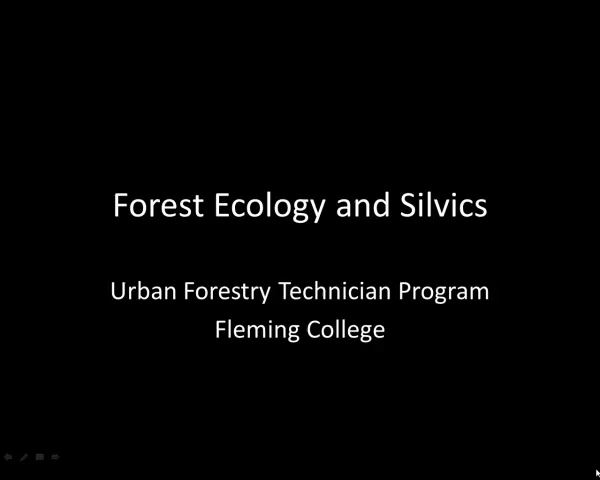 Forest Ecology and Silvics
Urban Forestry Technician Program
Fleming College